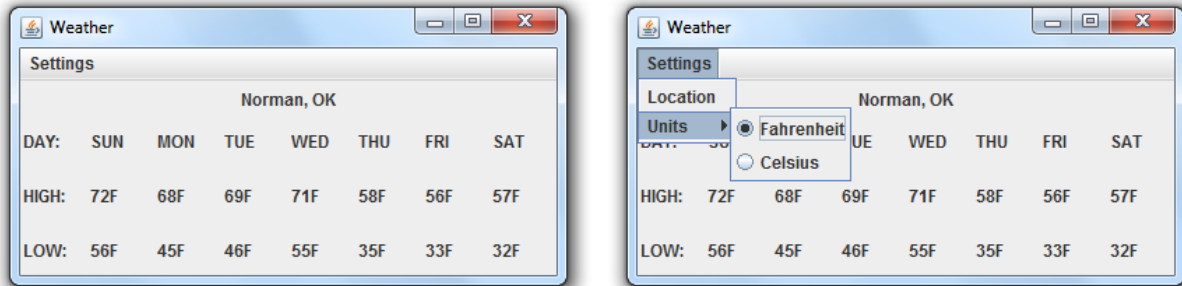 Weather
Settings
Norman, OK
DAY: SUN MON TUE WED THU FRI SAT
HIGH: 72F 68F 69F 71F 58F 56F 57F
LOW: 56F 45F 46F 55F 35F 33F 32F
Weather
Settings
Location Norman, OK
Units Fahrenheit
WED THU FRI SAT
Celsius
HIGH: 72F 68F 69F 71F 58F 56F 57F
LOW: 56F 45F 46F 55F 35F 33F 32F